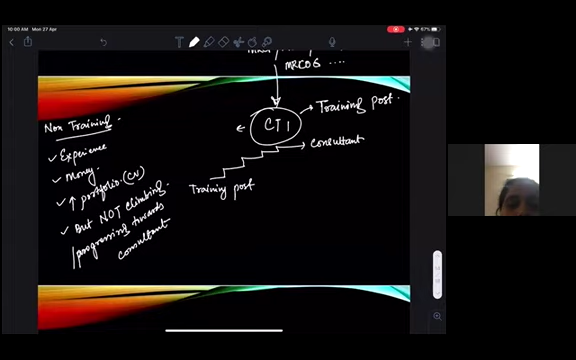 10:00 AM Mon 27 Apr
67%
MRCOG ....
Non Training.
✓ Experience
✓ Money.
✓ ↑ portfolio. (CV)
✓ But NOT climbing
/progressing towards
consultant
CT1
→ Training post.
→ consultant
Training post